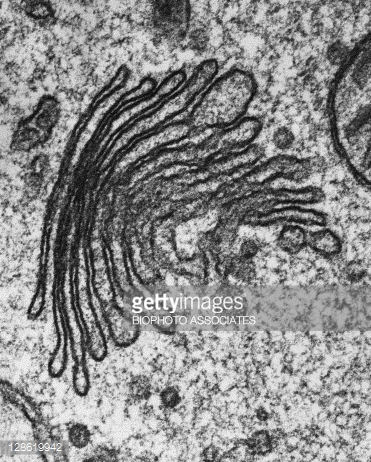 gettyimages
BIOPHOTO ASSOCIATES
128619942